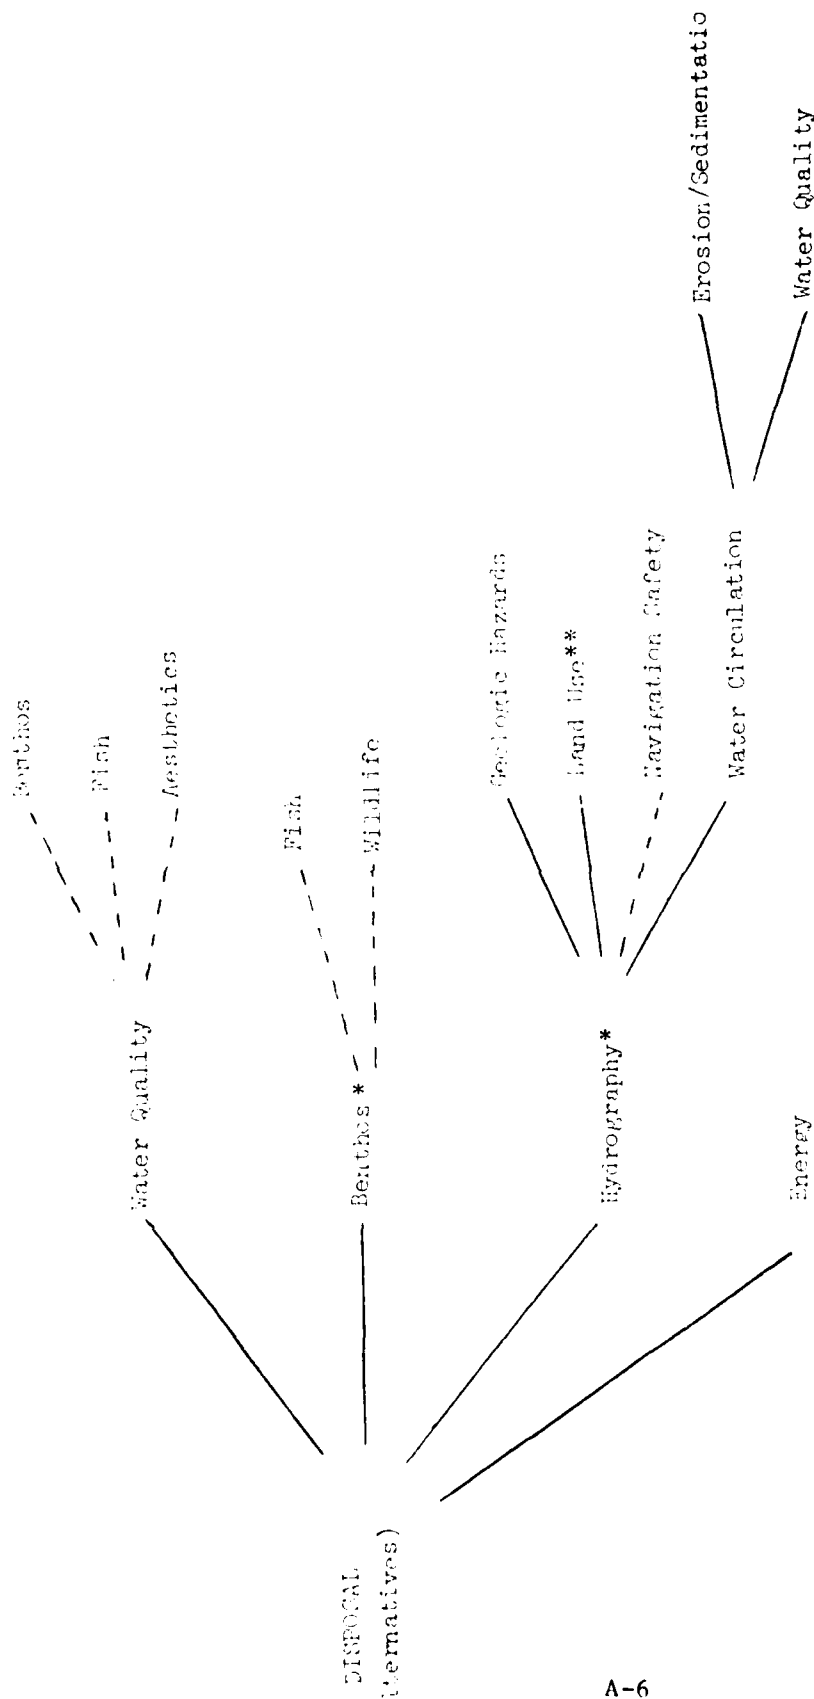 DISPOSAL
lternatives)
Water Quality
Benthos
Fish
Aesthetics
Benthos *
Fish
Wildlife
Hydrography*
Geologic Hazards
Land Use**
Navigation Safety
Water Circulation
Erosion/Sedimentatio
Water Quality
Energy
A-6